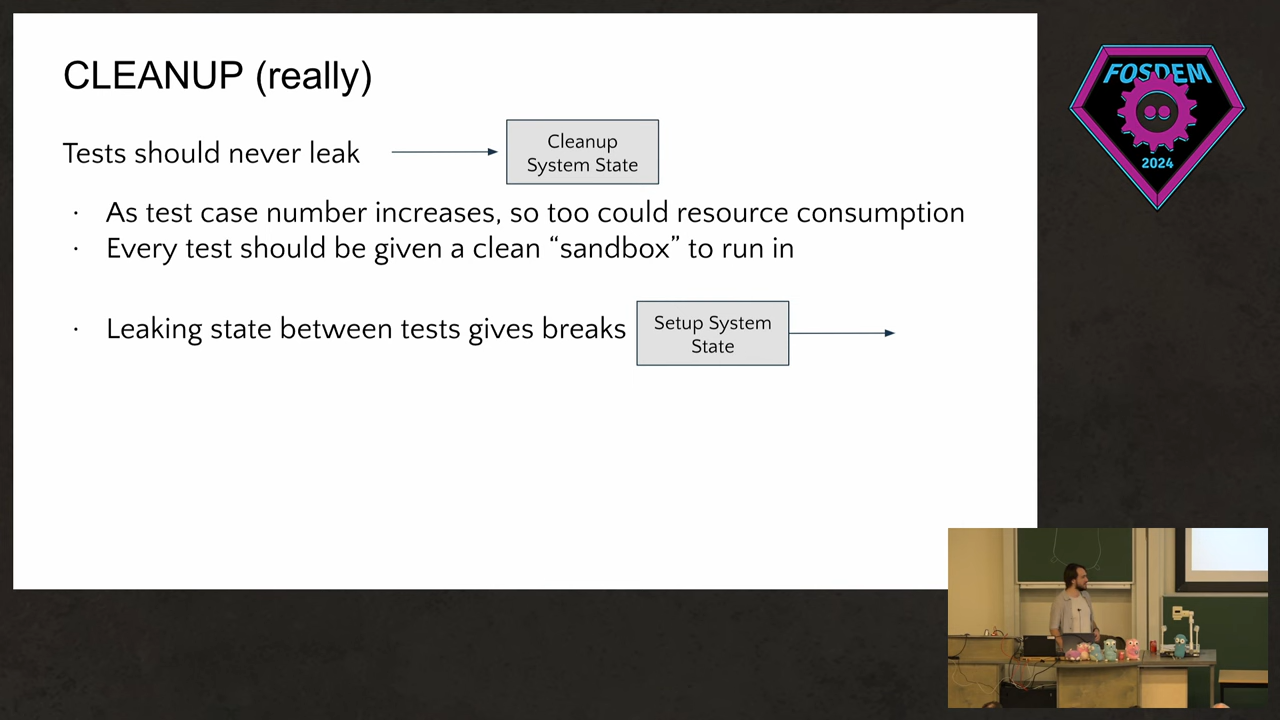 CLEANUP (really)
Tests should never leak
Cleanup
System State
· As test case number increases, so too could resource consumption
· Every test should be given a clean “sandbox” to run in
· Leaking state between tests gives breaks
Setup System
State
FOSDEM
2024